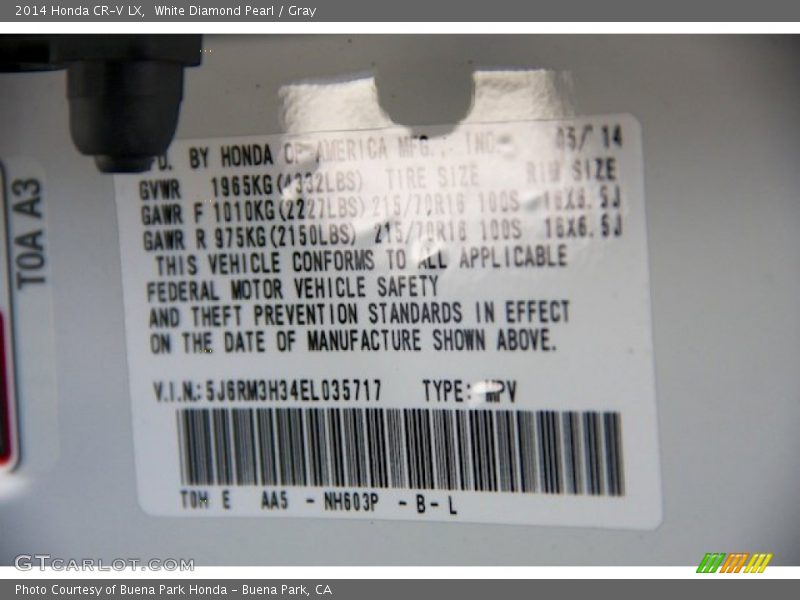 2014 Honda CR-V LX,  White Diamond Pearl / Gray
T0A A3
FD. BY HONDA OF AMERICA MFG., INC. 05/ 14
GVWR 1965KG(4332LBS) TIRE SIZE RIM SIZE
GAWR F 1010KG(2227LBS) 215/70R16 100S 16X6.5J
GAWR R 975KG(2150LBS) 215/70R16 100S 16X6.5J
THIS VEHICLE CONFORMS TO ALL APPLICABLE
FEDERAL MOTOR VEHICLE SAFETY
AND THEFT PREVENTION STANDARDS IN EFFECT
ON THE DATE OF MANUFACTURE SHOWN ABOVE.
V.I.N.:5J6RM3H34EL035717 TYPE: MPV
T0H E AA5 - NH603P - B - L
GTCARLOT.COM
Photo Courtesy of Buena Park Honda - Buena Park, CA